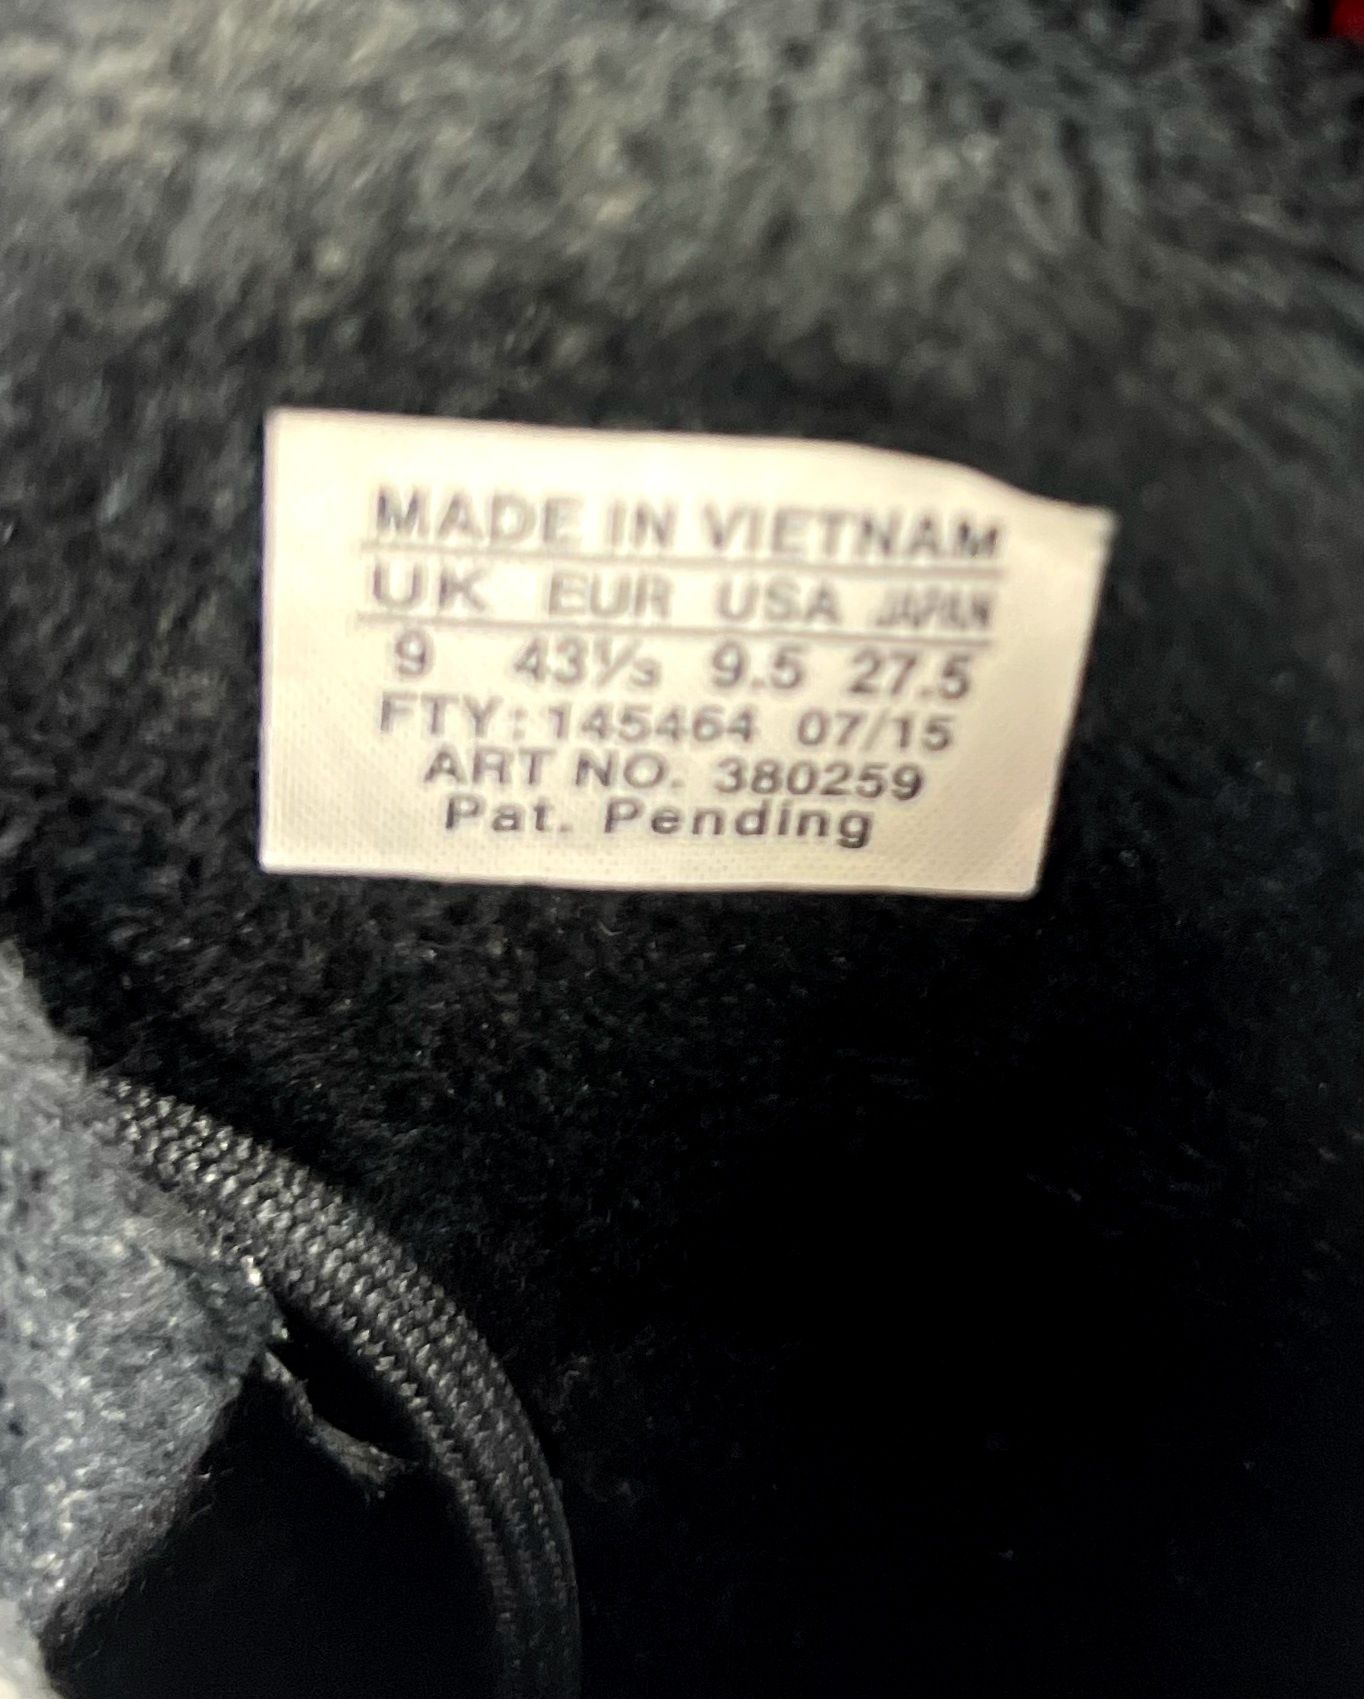 MADE IN VIETNAM
UK EUR USA JAPAN
9 43⅓ 9.5 27.5
FTY: 145464 07/15
ART NO. 380259
Pat. Pending